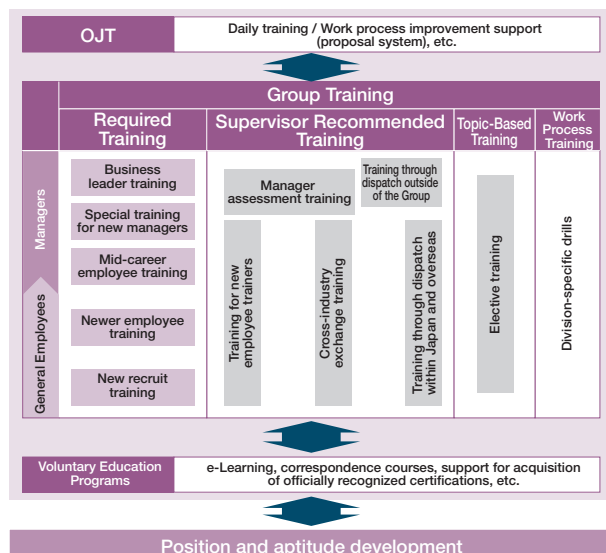 OJT
Daily training / Work process improvement support
(proposal system), etc.
Group Training
Required
Training
Supervisor Recommended
Training
Topic-Based
Training
Work
Process
Training
Managers
General Employees
Business
leader training
Special training
for new managers
Mid-career
employee training
Newer employee
training
New recruit
training
Manager
assessment training
Training through
dispatch outside
of the Group
Training for new
employee trainers
Cross-industry
exchange training
Training through dispatch
within Japan and overseas
Elective training
Division-specific drills
Voluntary Education
Programs
e-Learning, correspondence courses, support for acquisition
of officially recognized certifications, etc.
Position and aptitude development